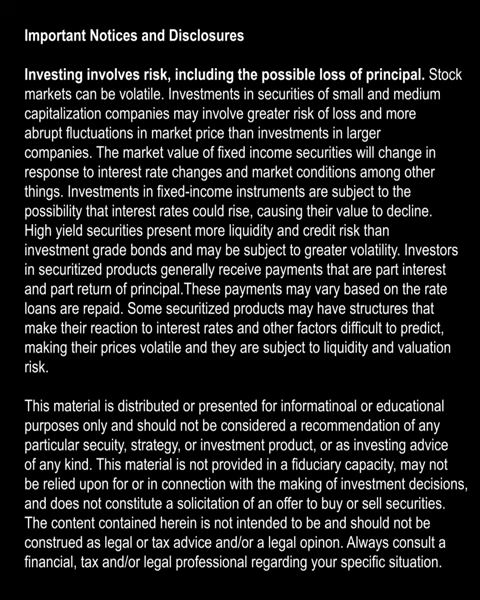 Important Notices and Disclosures
Investing involves risk, including the possible loss of principal. Stock
markets can be volatile. Investments in securities of small and medium
capitalization companies may involve greater risk of loss and more
abrupt fluctuations in market price than investments in larger
companies. The market value of fixed income securities will change in
response to interest rate changes and market conditions among other
things. Investments in fixed-income instruments are subject to the
possibility that interest rates could rise, causing their value to decline.
High yield securities present more liquidity and credit risk than
investment grade bonds and may be subject to greater volatility. Investors
in securitized products generally receive payments that are part interest
and part return of principal.These payments may vary based on the rate
loans are repaid. Some securitized products may have structures that
make their reaction to interest rates and other factors difficult to predict,
making their prices volatile and they are subject to liquidity and valuation
risk.
This material is distributed or presented for informatinoal or educational
purposes only and should not be considered a recommendation of any
particular secuity, strategy, or investment product, or as investing advice
of any kind. This material is not provided in a fiduciary capacity, may not
be relied upon for or in connection with the making of investment decisions,
and does not constitute a solicitation of an offer to buy or sell securities.
The content contained herein is not intended to be and should not be
construed as legal or tax advice and/or a legal opinon. Always consult a
financial, tax and/or legal professional regarding your specific situation.